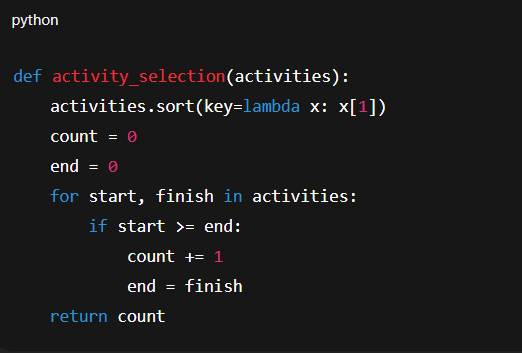 python
def activity_selection(activities):
    activities.sort(key=lambda x: x[1])
    count = 0
    end = 0
    for start, finish in activities:
        if start >= end:
            count += 1
            end = finish
    return count